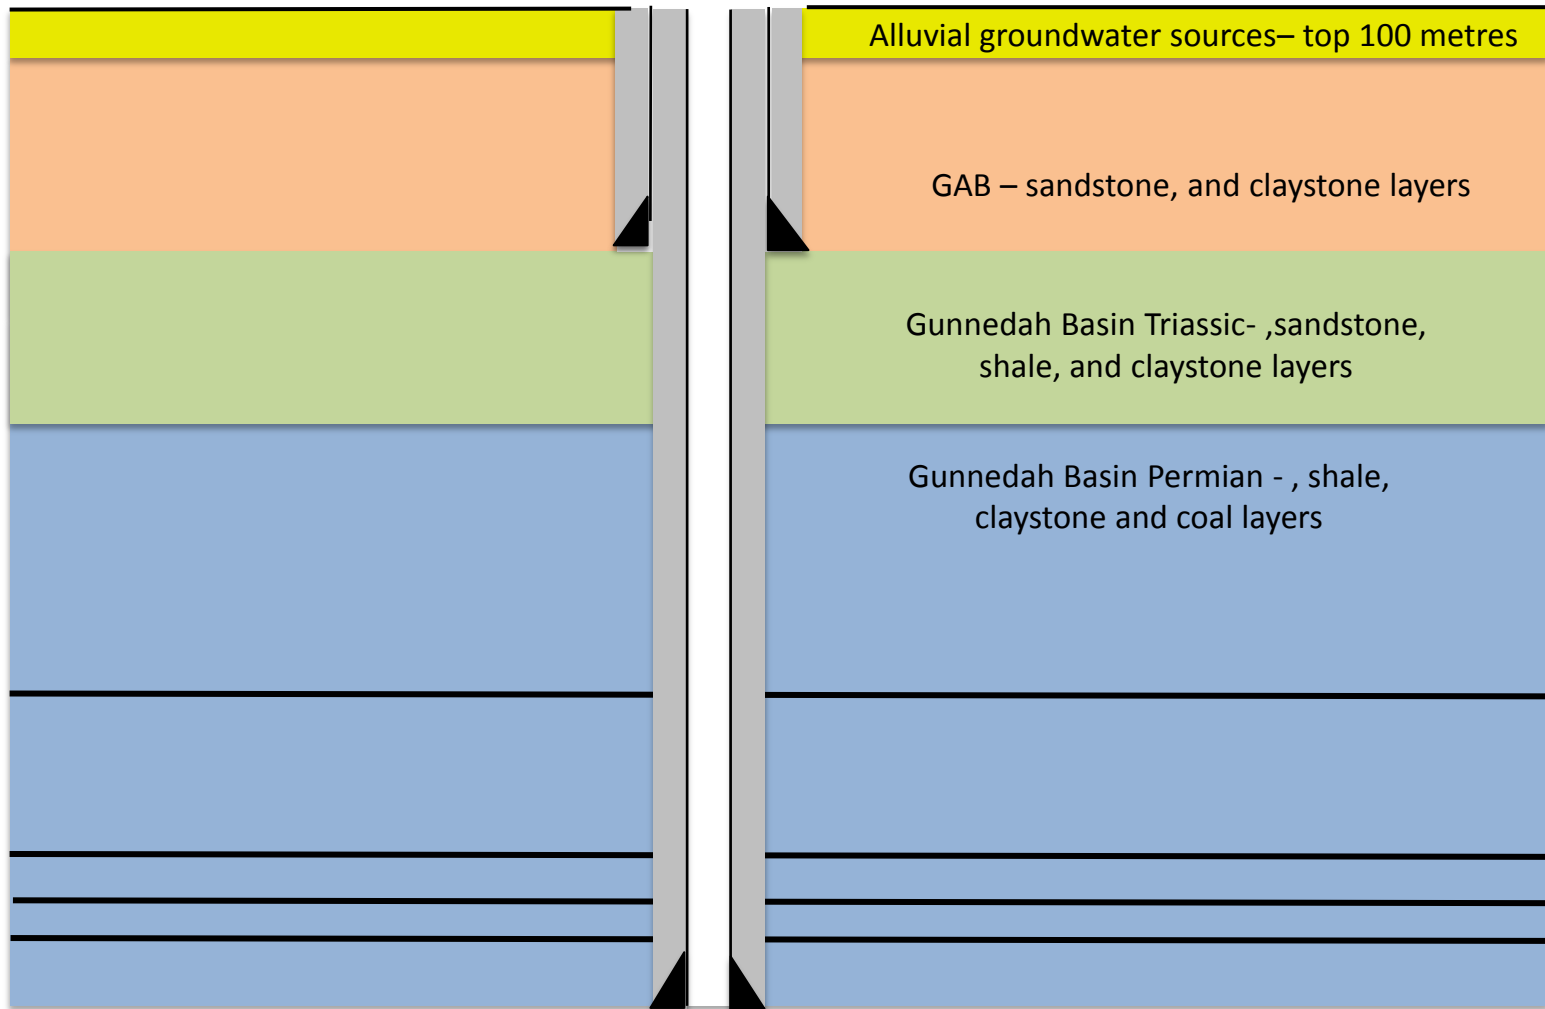 Alluvial groundwater sources– top 100 metres
GAB – sandstone, and claystone layers
Gunnedah Basin Triassic- ,sandstone,
shale, and claystone layers
Gunnedah Basin Permian - , shale,
claystone and coal layers